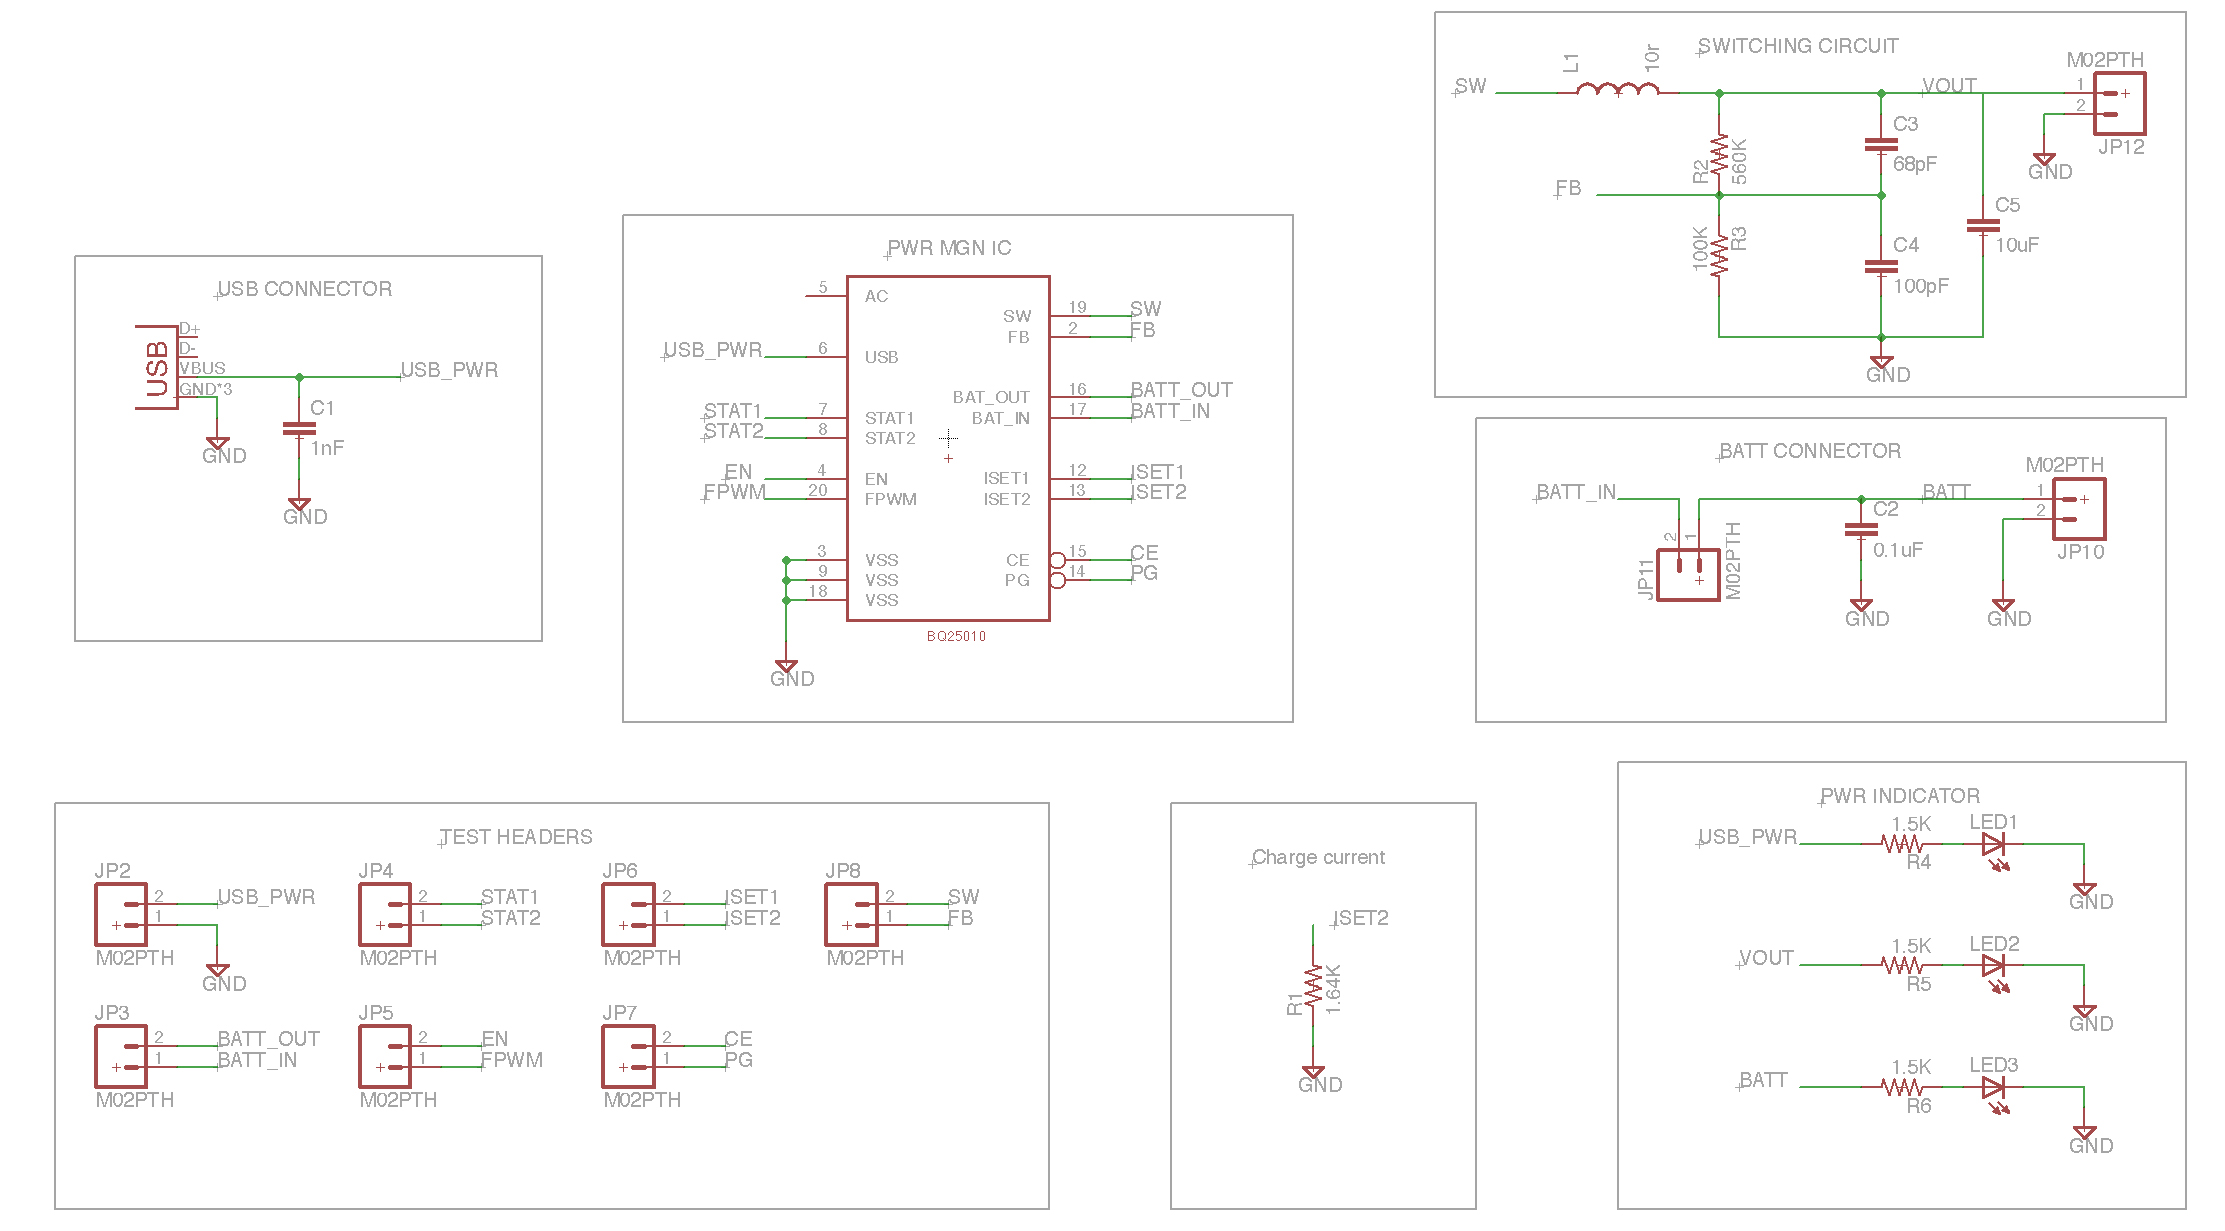 SWITCHING CIRCUIT
SW
L1
10r
VOUT
M02PTH
1
2
JP12
GND
R2
560K
C3
68pF
FB
100K
R3
C4
100pF
C5
10uF
GND
USB CONNECTOR
USB
D+
D-
VBUS
GND*3
USB_PWR
C1
1nF
GND
GND
PWR MGN IC
5 AC
USB_PWR 6 USB
STAT1 7 STAT1
STAT2 8 STAT2
EN 4 EN
FPWM 20 FPWM
3 VSS
9 VSS
18 VSS
GND
SW 19 SW
FB 2 FB
BAT_OUT 16 BATT_OUT
BAT_IN 17 BATT_IN
ISET1 12 ISET1
ISET2 13 ISET2
CE 15 CE
PG 14 PG
BQ25010
BATT CONNECTOR
BATT_IN
2
1
JP11
M02PTH
BATT
C2
0.1uF
GND
M02PTH
1
2
JP10
GND
TEST HEADERS
JP2
2 USB_PWR
1
M02PTH
GND
JP4
2 STAT1
1 STAT2
M02PTH
JP6
2 ISET1
1 ISET2
M02PTH
JP8
2 SW
1 FB
M02PTH
JP3
2 BATT_OUT
1 BATT_IN
M02PTH
JP5
2 EN
1 FPWM
M02PTH
JP7
2 CE
1 PG
M02PTH
Charge current
ISET2
R1
1.64K
GND
PWR INDICATOR
USB_PWR
1.5K
R4
LED1
GND
VOUT
1.5K
R5
LED2
GND
BATT
1.5K
R6
LED3
GND